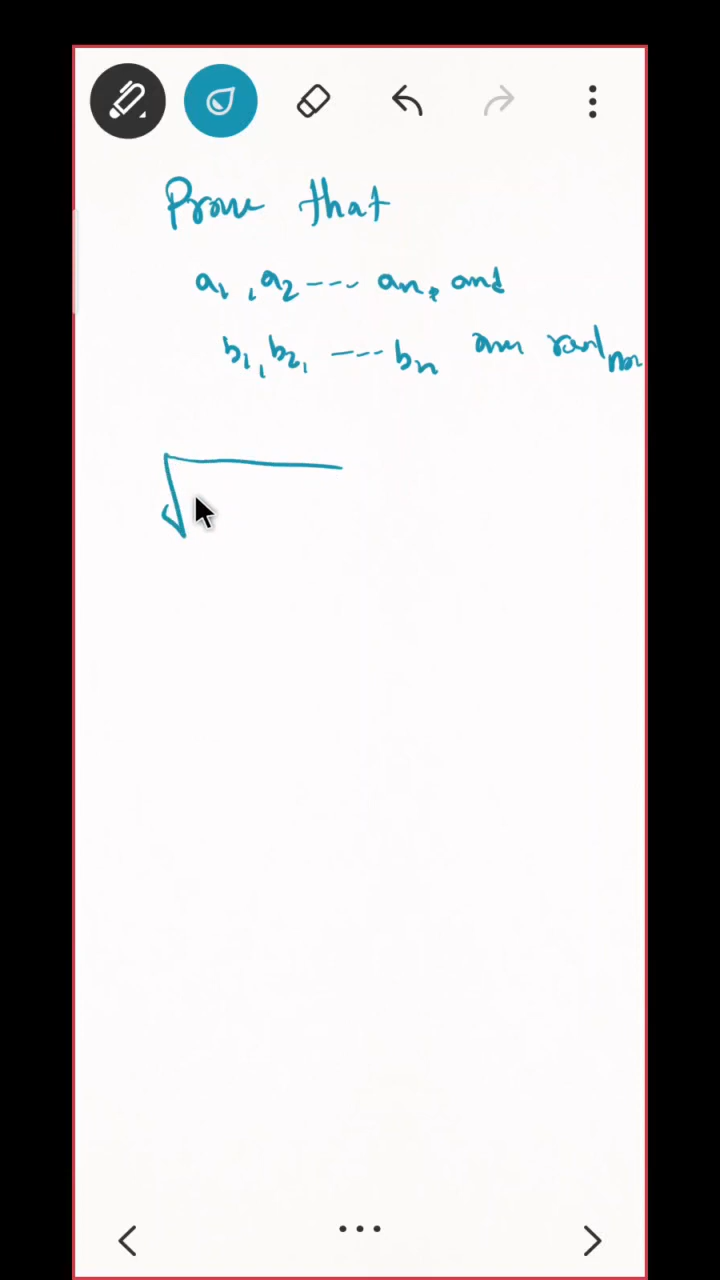 Prove that
a₁, a₂ --- aₙ, and
b₁, b₂, --- bₙ are
√